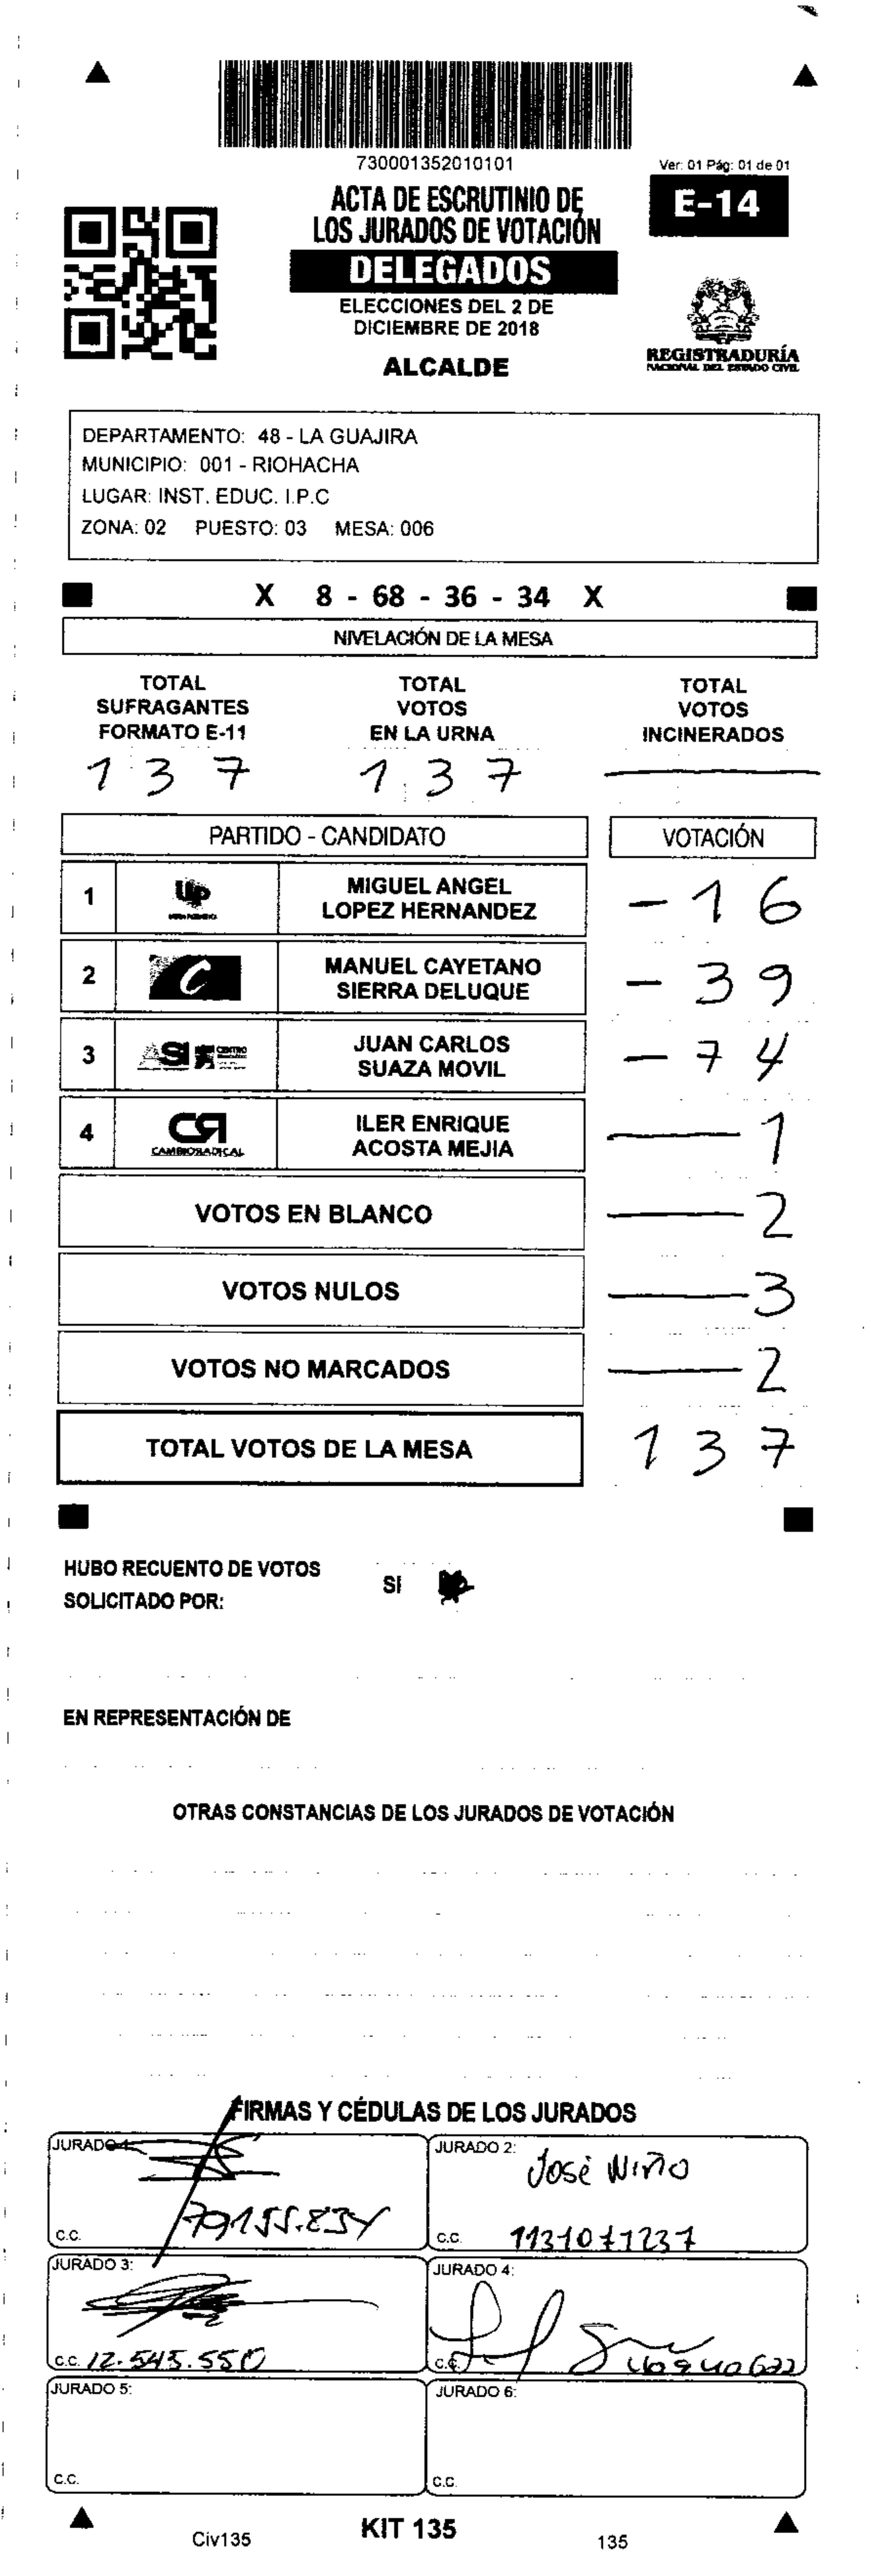 730001352010101
Ver: 01 Pág: 01 de 01
ACTA DE ESCRUTINIO DE
LOS JURADOS DE VOTACIÓN
E-14
DELEGADOS
ELECCIONES DEL 2 DE
DICIEMBRE DE 2018
ALCALDE
REGISTRADURÍA
NACIONAL DEL ESTADO CIVIL
DEPARTAMENTO: 48 - LA GUAJIRA
MUNICIPIO: 001 - RIOHACHA
LUGAR: INST. EDUC. I.P.C
ZONA: 02 PUESTO: 03 MESA: 006
X 8 - 68 - 36 - 34 X
NIVELACIÓN DE LA MESA
TOTAL SUFRAGANTES FORMATO E-11
TOTAL VOTOS EN LA URNA
TOTAL VOTOS INCINERADOS
137 137 —
PARTIDO - CANDIDATO VOTACIÓN
1 up MIGUEL ANGEL LOPEZ HERNANDEZ - 16
2 C MANUEL CAYETANO SIERRA DELUQUE - 39
3 ASI CENTRO JUAN CARLOS SUAZA MOVIL - 74
4 CR CAMBIO RADICAL ILER ENRIQUE ACOSTA MEJIA — 1
VOTOS EN BLANCO — 2
VOTOS NULOS — 3
VOTOS NO MARCADOS — 2
TOTAL VOTOS DE LA MESA 137
HUBO RECUENTO DE VOTOS SI
SOLICITADO POR:
EN REPRESENTACIÓN DE
OTRAS CONSTANCIAS DE LOS JURADOS DE VOTACIÓN
FIRMAS Y CÉDULAS DE LOS JURADOS
JURADO 1:
C.C. 79155.834
JURADO 2: José Niño
C.C. 1131071237
JURADO 3:
C.C. 12.545.550
JURADO 4:
C.C.
JURADO 5:
C.C.
JURADO 6:
C.C.
Civ135 KIT 135 135